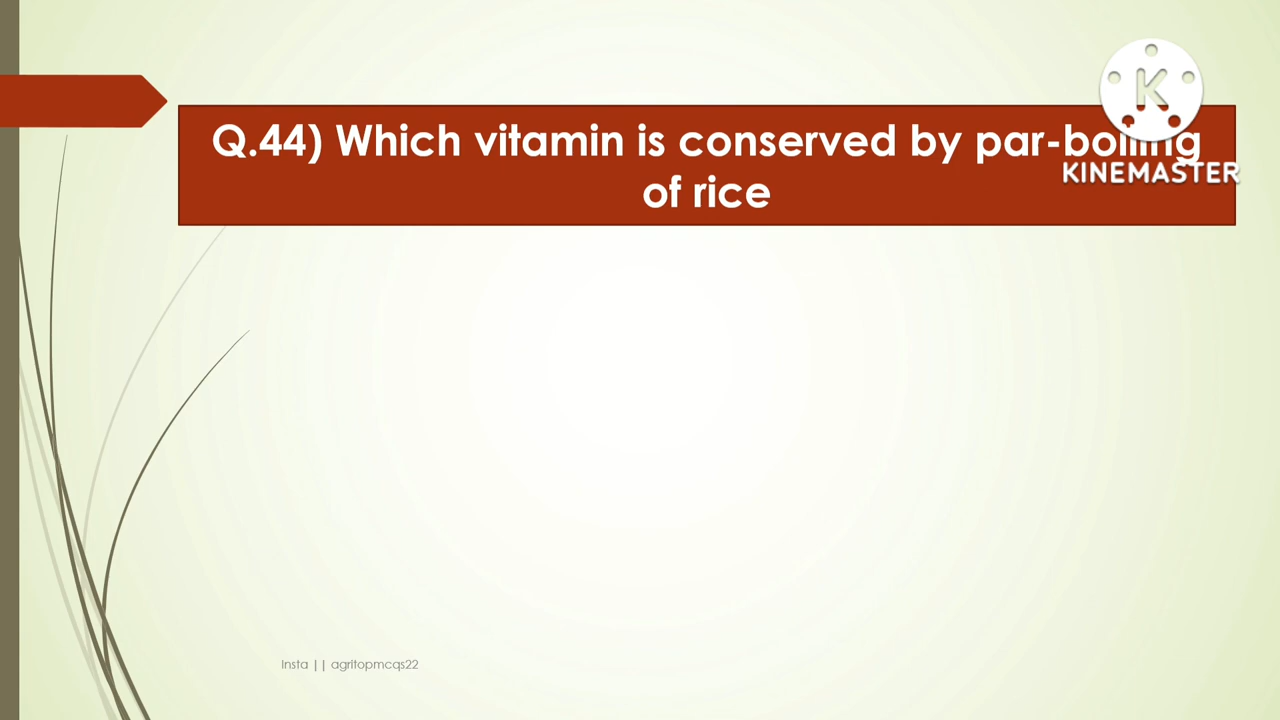 Q.44) Which vitamin is conserved by par-boiling
of rice
KINEMASTER
Insta || agritopmcqs22